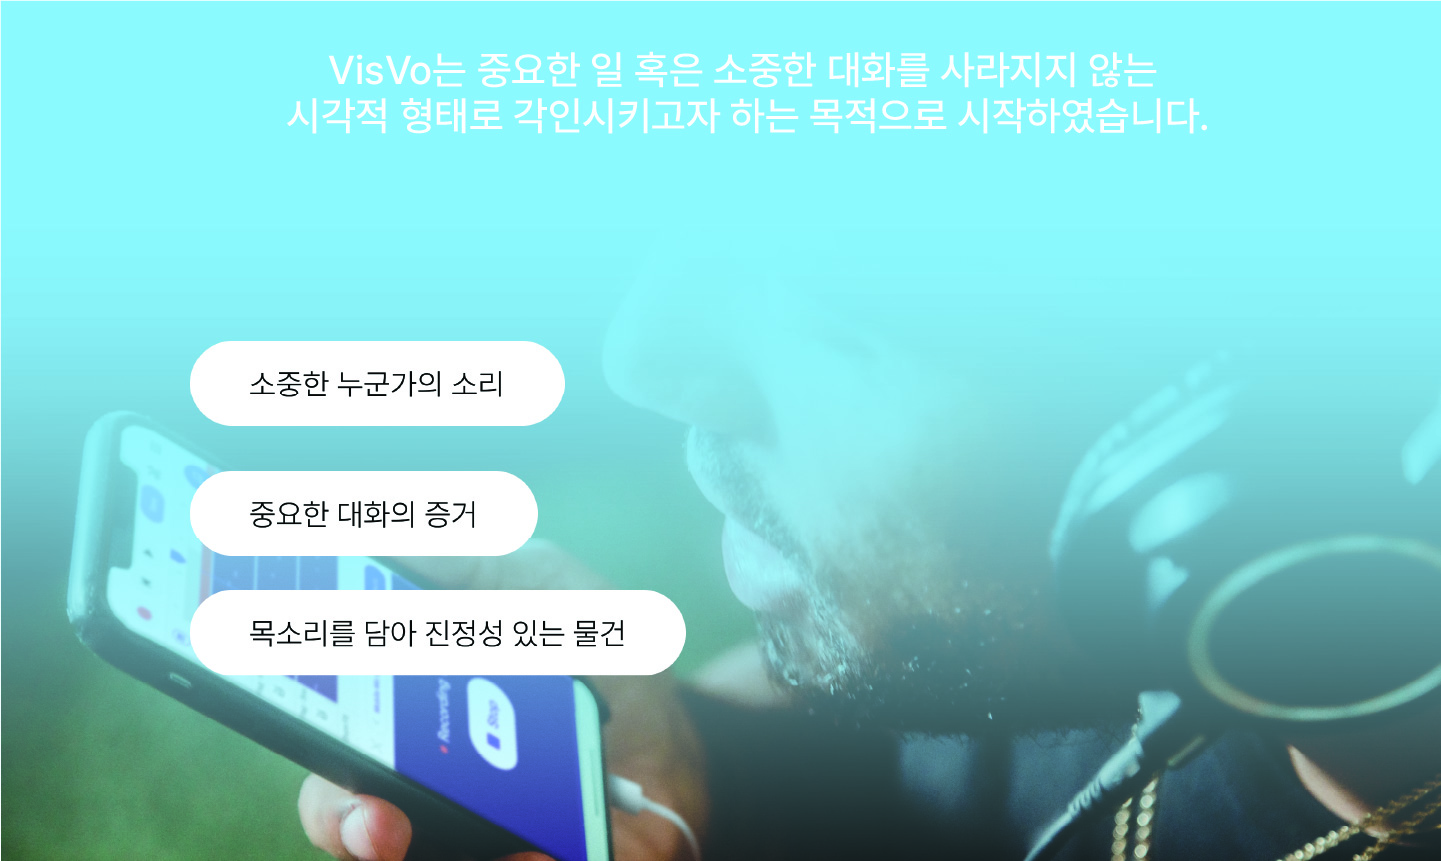 VisVo는 중요한 일 혹은 소중한 대화를 사라지지 않는
시각적 형태로 각인시키고자 하는 목적으로 시작하였습니다.
소중한 누군가의 소리
중요한 대화의 증거
목소리를 담아 진정성 있는 물건
Recording
Stop